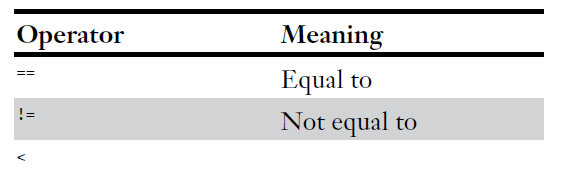 Operator Meaning
== Equal to
!= Not equal to
<